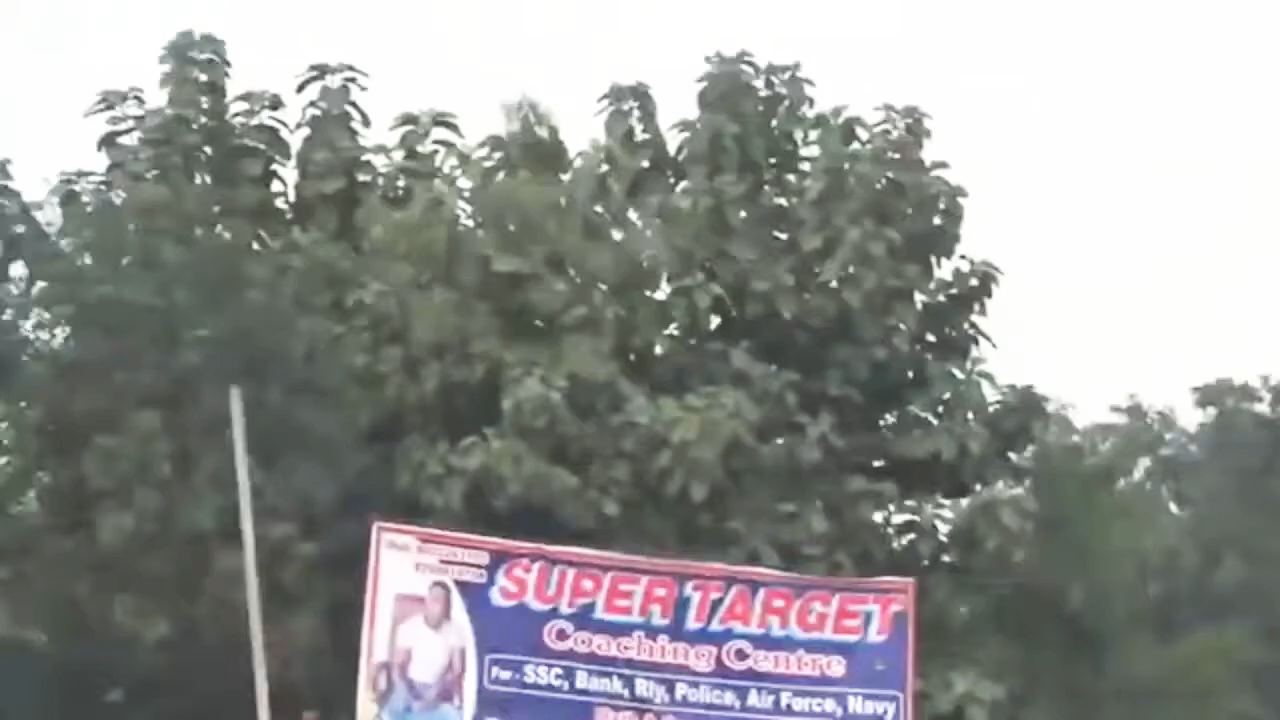 SUPER TARGET
Coaching Centre
For - SSC, Bank, Rly, Police, Air Force, Navy